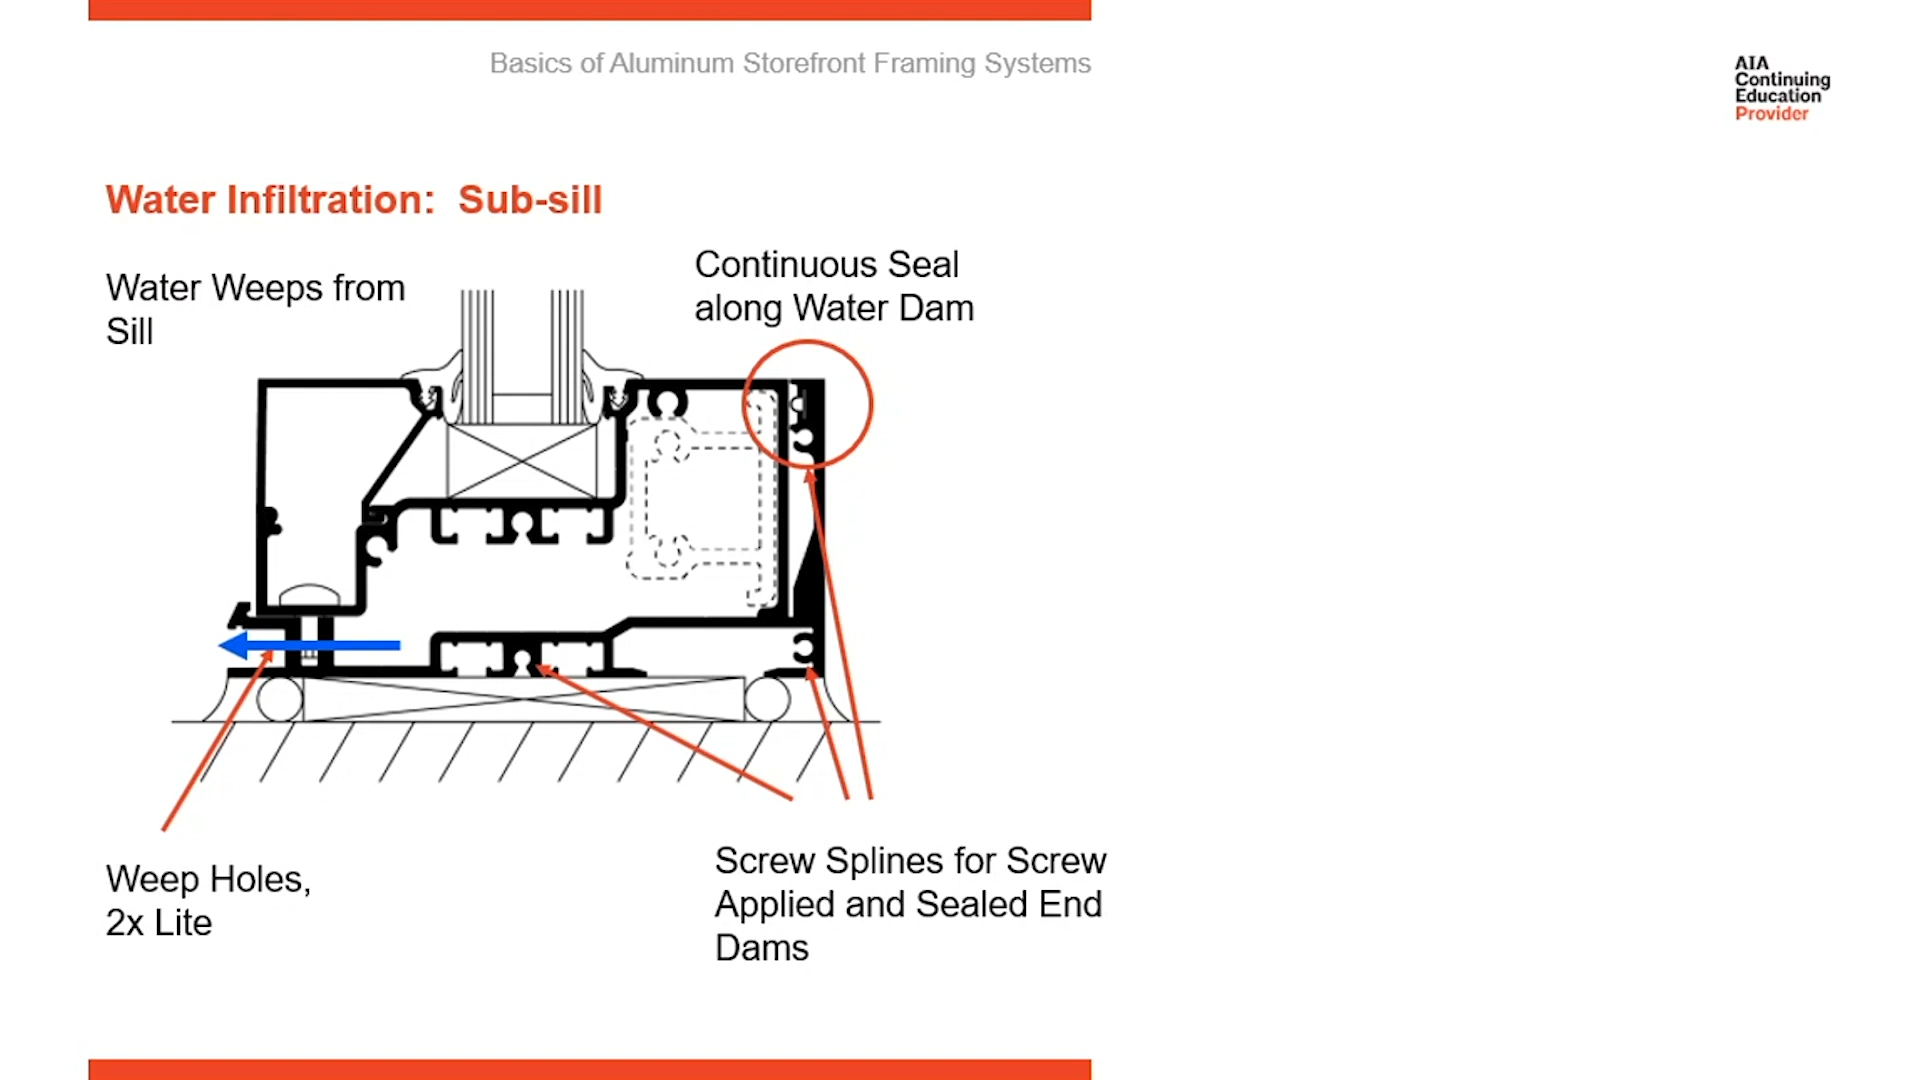 Basics of Aluminum Storefront Framing Systems
AIA
Continuing
Education
Provider
Water Infiltration:  Sub-sill
Water Weeps from
Sill
Continuous Seal
along Water Dam
Weep Holes,
2x Lite
Screw Splines for Screw
Applied and Sealed End
Dams